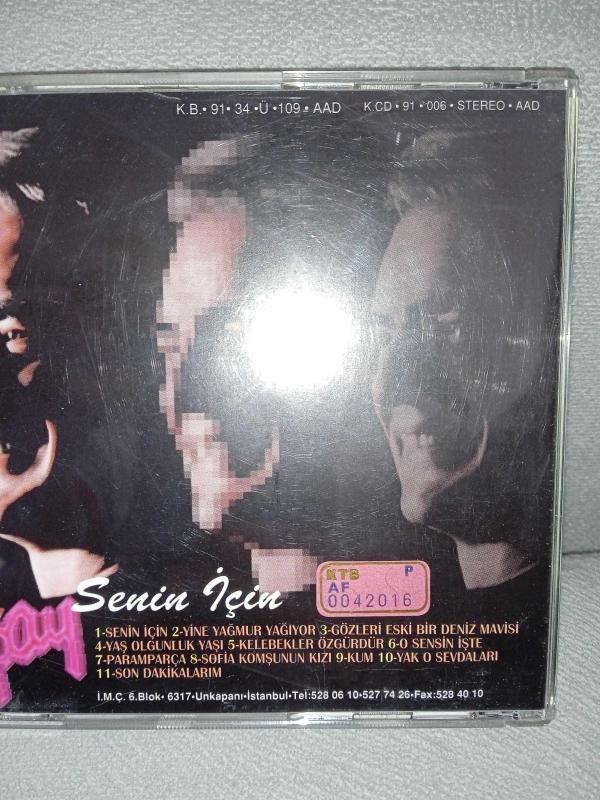 K.B.• 91• 34 •Ü •109• AAD K.CD • 91 • 006 • STEREO • AAD
Senin İçin
KTB P
AF
0042016
1-SENİN İÇİN 2-YİNE YAĞMUR YAĞIYOR 3-GÖZLERİ ESKİ BİR DENİZ MAVİSİ
4-YAŞ OLGUNLUK YAŞI 5-KELEBEKLER ÖZGÜRDÜR 6-O SENSİN İŞTE
7-PARAMPARÇA 8-SOFİA KOMŞUNUN KIZI 9-KUM 10-YAK O SEVDALARI
11-SON DAKİKALARIM
İ.M.Ç. 6.Blok• 6317•Unkapanı•İstanbul•Tel:528 06 10•527 74 26•Fax:528 40 10